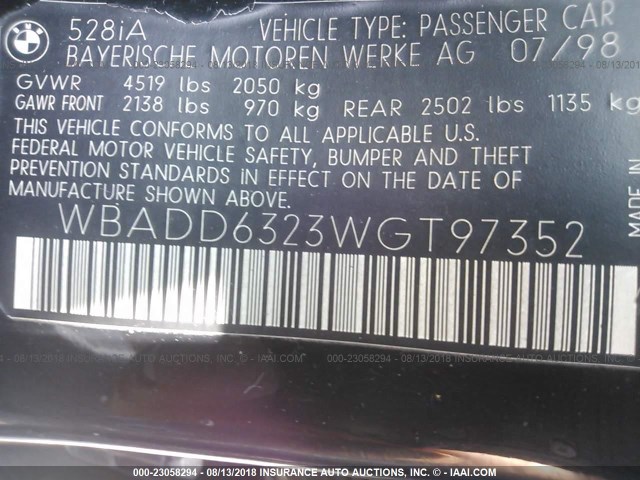 528iA VEHICLE TYPE: PASSENGER CAR
BAYERISCHE MOTOREN WERKE AG 07/98
GVWR 4519 lbs 2050 kg
GAWR FRONT 2138 lbs 970 kg REAR 2502 lbs 1135 kg
THIS VEHICLE CONFORMS TO ALL APPLICABLE U.S.
FEDERAL MOTOR VEHICLE SAFETY, BUMPER AND THEFT
PREVENTION STANDARDS IN EFFECT ON THE DATE OF
MANUFACTURE SHOWN ABOVE.
MADE IN
WBADD6323WGT97352
000-23058294 - 08/13/2018 INSURANCE AUTO AUCTIONS, INC. © - IAAI.COM